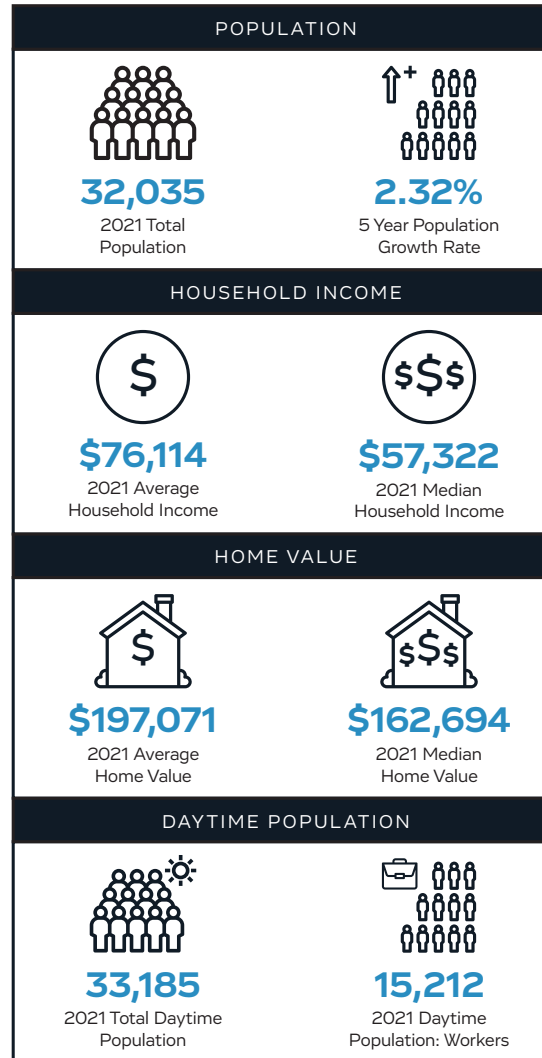 POPULATION
32,035
2021 Total
Population
2.32%
5 Year Population
Growth Rate
HOUSEHOLD INCOME
$
$76,114
2021 Average
Household Income
$$$
$57,322
2021 Median
Household Income
HOME VALUE
$
$197,071
2021 Average
Home Value
$$$
$162,694
2021 Median
Home Value
DAYTIME POPULATION
33,185
2021 Total Daytime
Population
15,212
2021 Daytime
Population: Workers